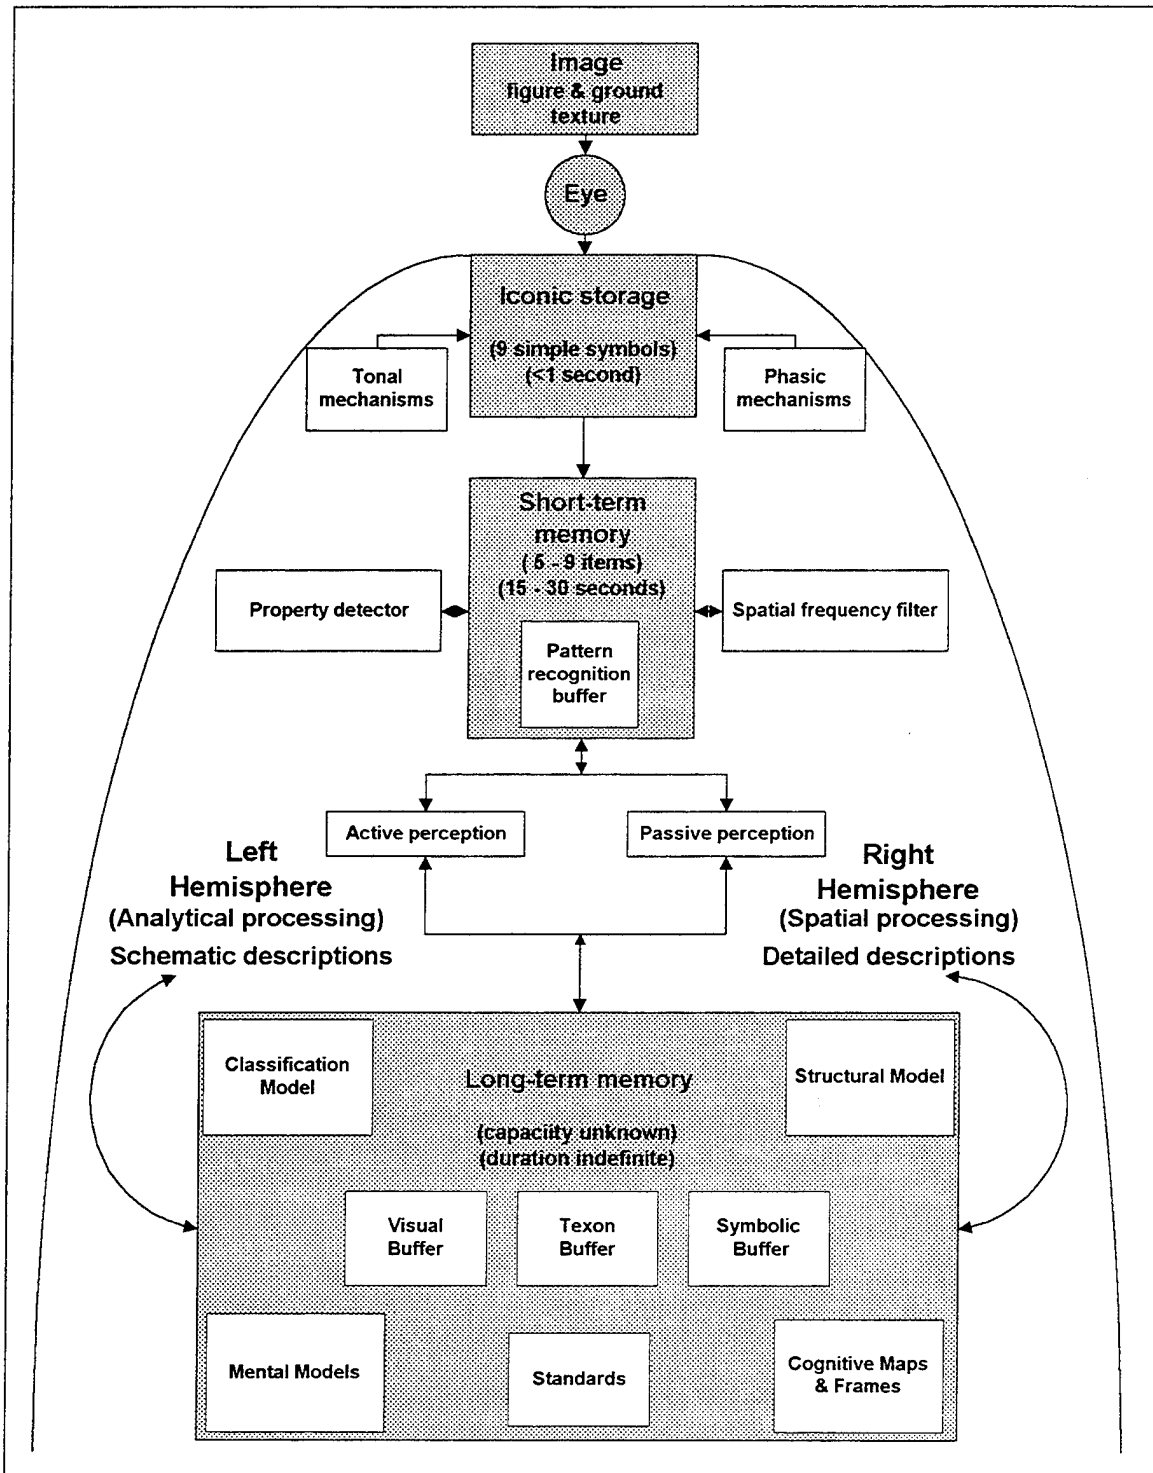 Image
figure & ground
texture
Eye
Iconic storage
(9 simple symbols)
(<1 second)
Tonal
mechanisms
Phasic
mechanisms
Short-term
memory
( 5 - 9 items)
(15 - 30 seconds)
Property detector
Spatial frequency filter
Pattern
recognition
buffer
Active perception
Passive perception
Left
Hemisphere
(Analytical processing)
Schematic descriptions
Right
Hemisphere
(Spatial processing)
Detailed descriptions
Classification
Model
Long-term memory
Structural Model
(capaciity unknown)
(duration indefinite)
Visual
Buffer
Texon
Buffer
Symbolic
Buffer
Mental Models
Standards
Cognitive Maps
& Frames